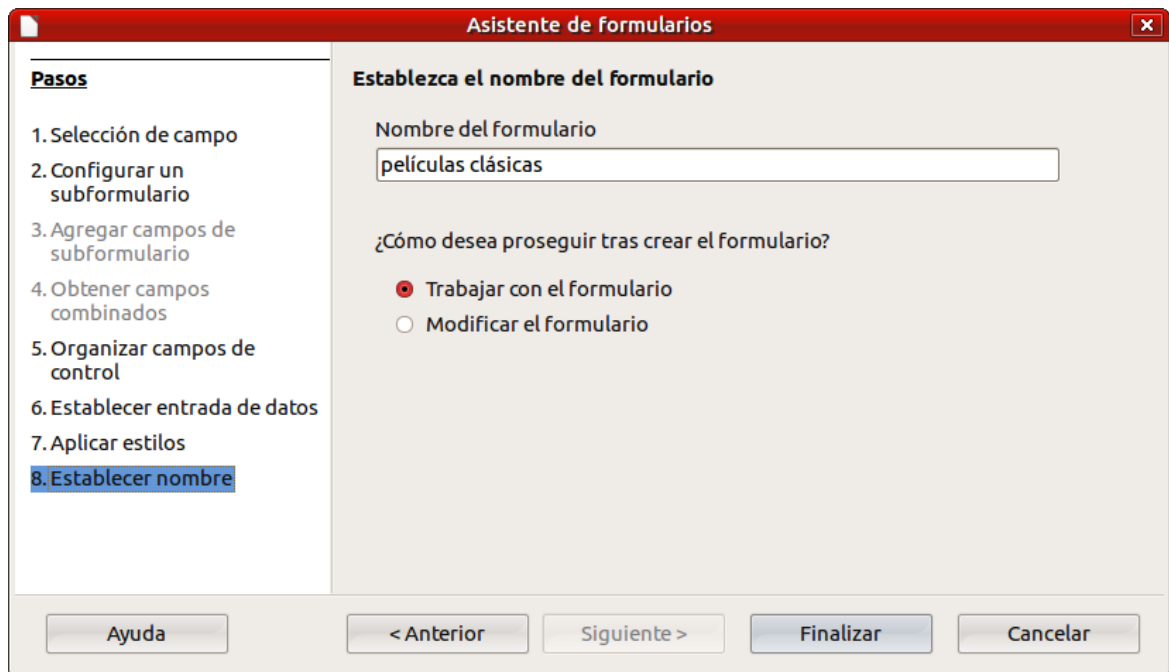 Asistente de formularios
Pasos
1. Selección de campo
2. Configurar un
subformulario
3. Agregar campos de
subformulario
4. Obtener campos
combinados
5. Organizar campos de
control
6. Establecer entrada de datos
7. Aplicar estilos
8. Establecer nombre
Establezca el nombre del formulario
Nombre del formulario
películas clásicas
¿Cómo desea proseguir tras crear el formulario?
Trabajar con el formulario
Modificar el formulario
Ayuda
< Anterior
Siguiente >
Finalizar
Cancelar